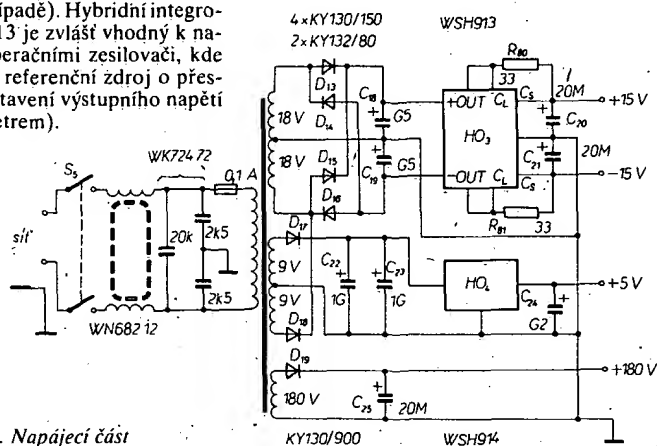 ípadě). Hybridní integro-
13 je zvlášť vhodný k na-
peračními zesilovači, kde
referenční zdroj o přes-
tavení výstupního napětí
etrem).
4×KY130/150
2×KY132/80
WSH913
R80
33
D13
D14
18 V
18 V
C18
G5
C19
G5
D15
D16
+OUT CL
CS
HO3
-OUT CL
CS
20M
C20
C21
20M
+15 V
-15 V
R81
33
S5
síť
WK724 72
0,1 A
20k
2k5
2k5
WN682 12
D17
9 V
9 V
D18
C22
1G
C23
1G
HO4
C24
G2
+5 V
D19
180 V
C25
20M
+180 V
. Napájecí část
KY130/900
WSH914